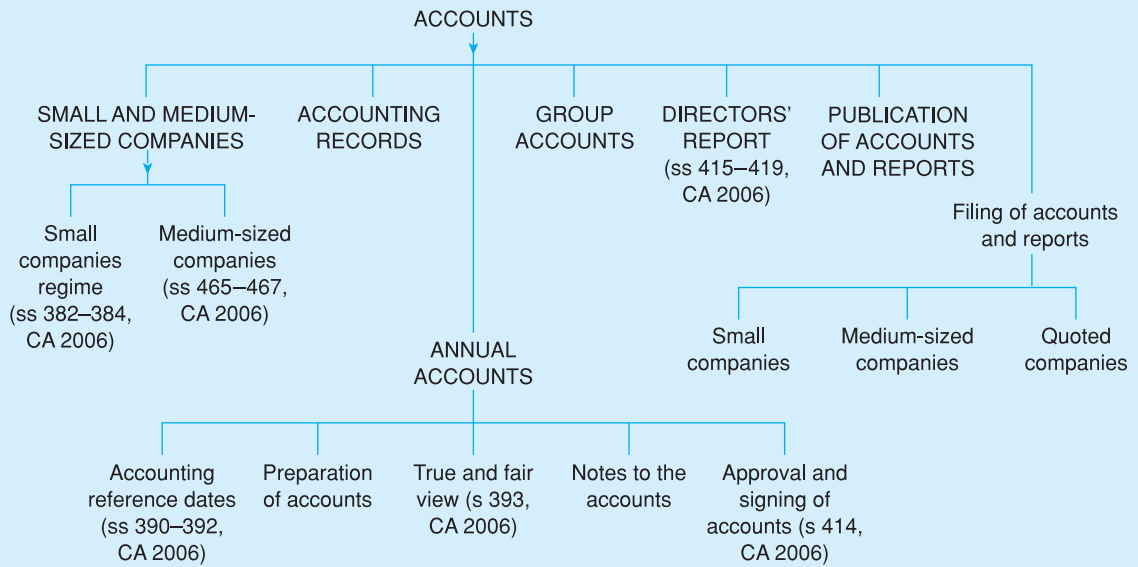 ACCOUNTS
SMALL AND MEDIUM-
SIZED COMPANIES
ACCOUNTING
RECORDS
GROUP
ACCOUNTS
DIRECTORS’
REPORT
(ss 415–419,
CA 2006)
PUBLICATION
OF ACCOUNTS
AND REPORTS
Filing of accounts
and reports
Small
companies
regime
(ss 382–384,
CA 2006)
Medium-sized
companies
(ss 465–467,
CA 2006)
Small
companies
Medium-sized
companies
Quoted
companies
ANNUAL
ACCOUNTS
Accounting
reference dates
(ss 390–392,
CA 2006)
Preparation
of accounts
True and fair
view (s 393,
CA 2006)
Notes to the
accounts
Approval and
signing of
accounts (s 414,
CA 2006)